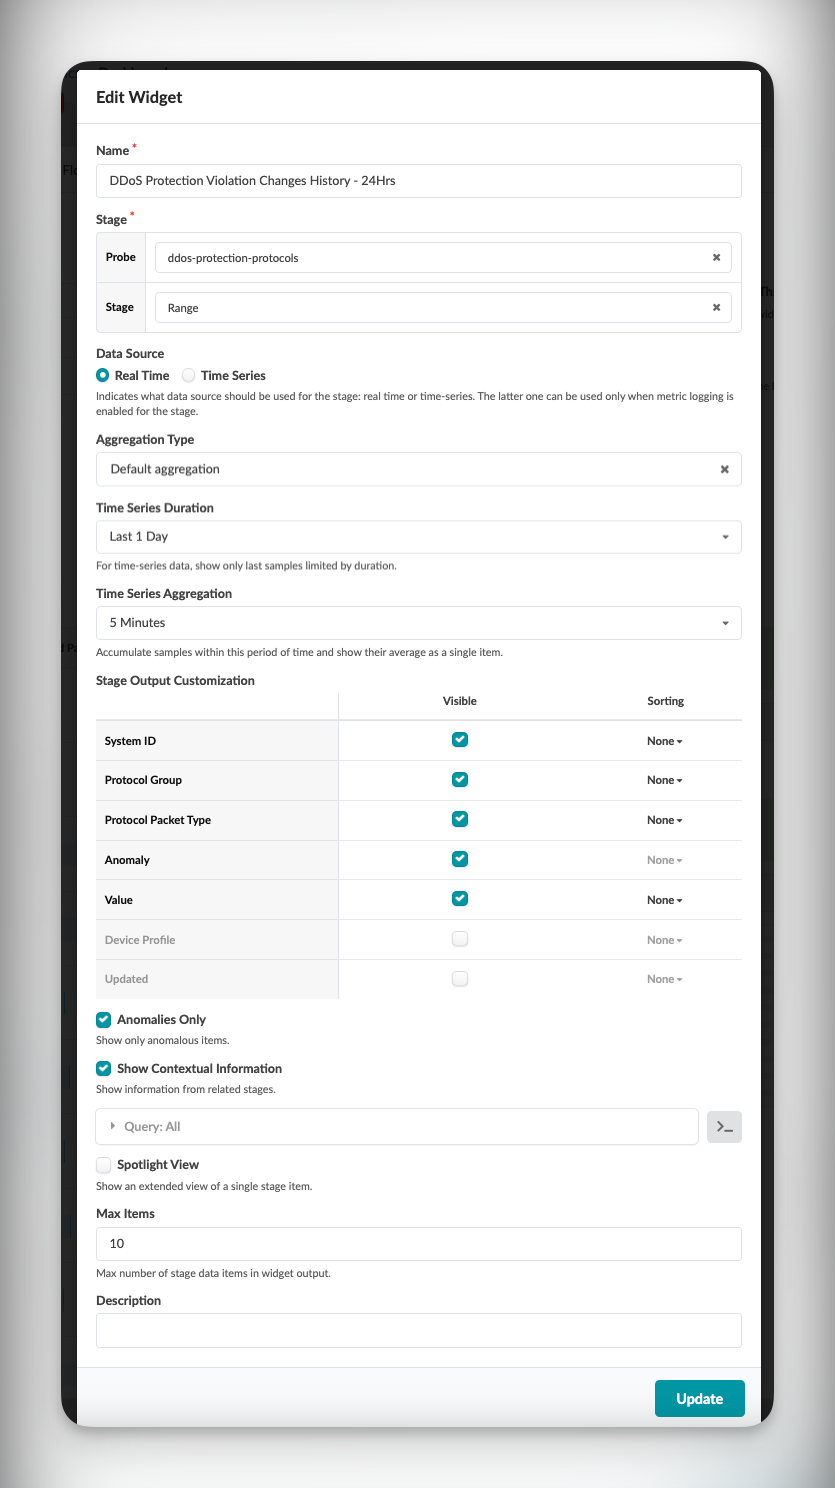 Edit Widget
Name *
DDoS Protection Violation Changes History - 24Hrs
Stage *
Probe
ddos-protection-protocols
Stage
Range
Data Source
Real Time
Time Series
Indicates what data source should be used for the stage: real time or time-series. The latter one can be used only when metric logging is
enabled for the stage.
Aggregation Type
Default aggregation
Time Series Duration
Last 1 Day
For time-series data, show only last samples limited by duration.
Time Series Aggregation
5 Minutes
Accumulate samples within this period of time and show their average as a single item.
Stage Output Customization
Visible Sorting
System ID None
Protocol Group None
Protocol Packet Type None
Anomaly None
Value None
Device Profile None
Updated None
Anomalies Only
Show only anomalous items.
Show Contextual Information
Show information from related stages.
Query: All
Spotlight View
Show an extended view of a single stage item.
Max Items
10
Max number of stage data items in widget output.
Description
Update